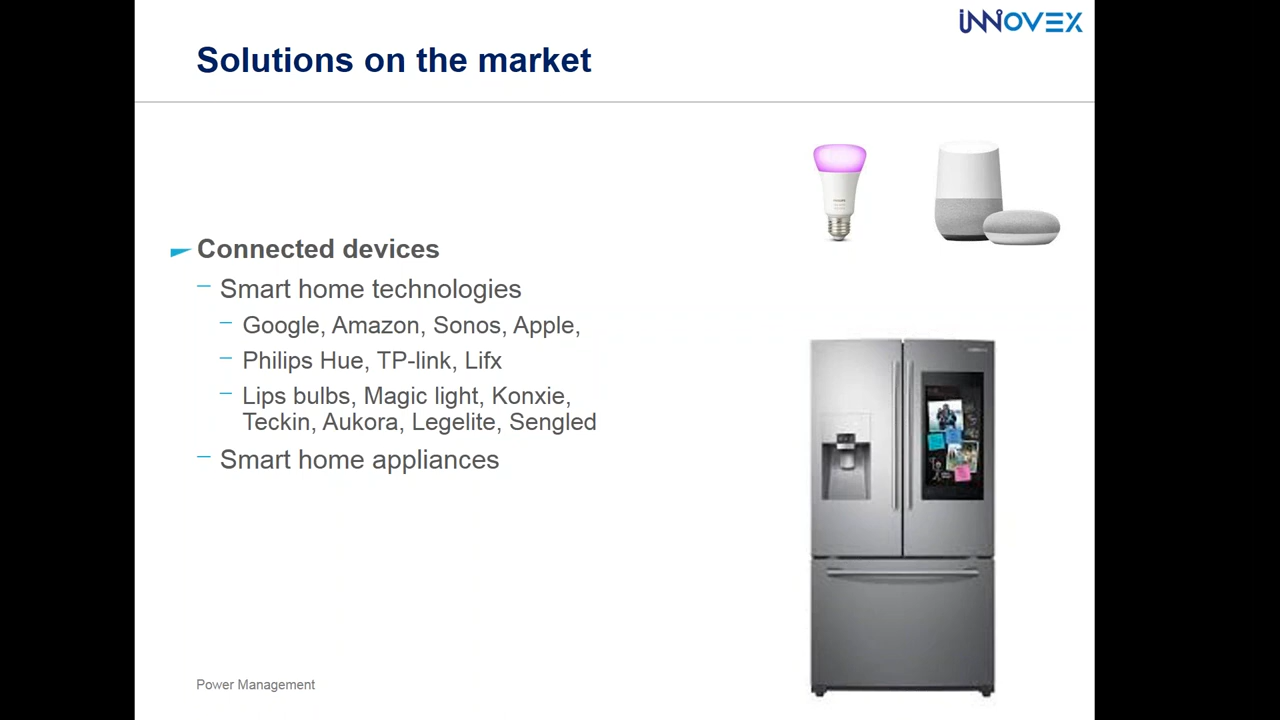 INNOVEX
Solutions on the market
Connected devices
– Smart home technologies
– Google, Amazon, Sonos, Apple,
– Philips Hue, TP-link, Lifx
– Lips bulbs, Magic light, Konxie,
Teckin, Aukora, Legelite, Sengled
– Smart home appliances
Power Management